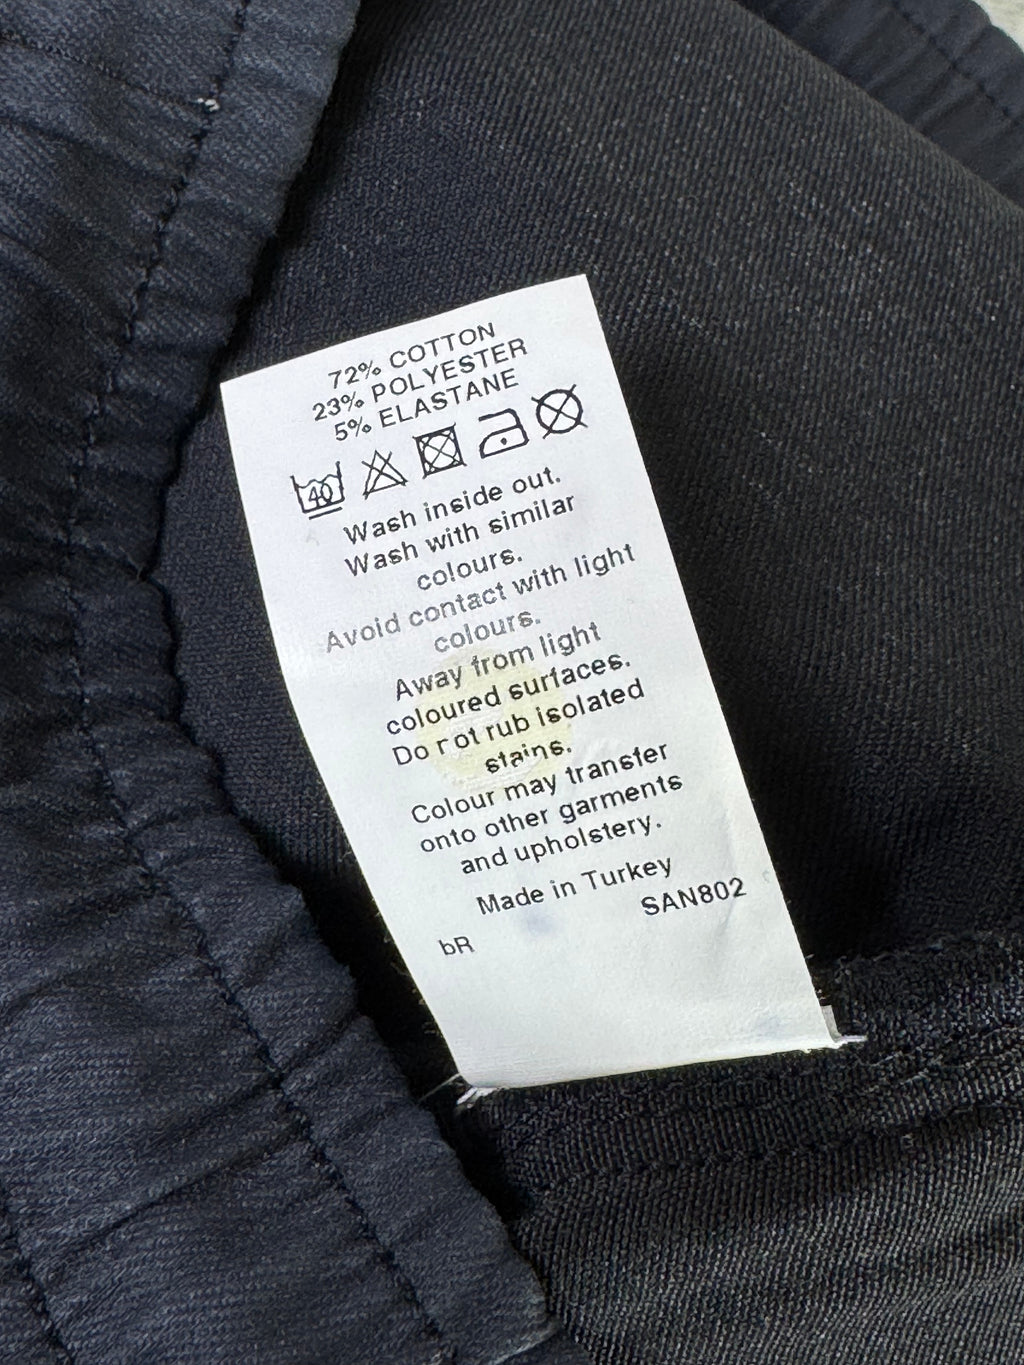 72% COTTON
23% POLYESTER
5% ELASTANE
40
Wash inside out.
Wash with similar
colours.
Avoid contact with light
colours.
Away from light
coloured surfaces.
Do not rub isolated
stains.
Colour may transfer
onto other garments
and upholstery.
Made in Turkey
SAN802
bR